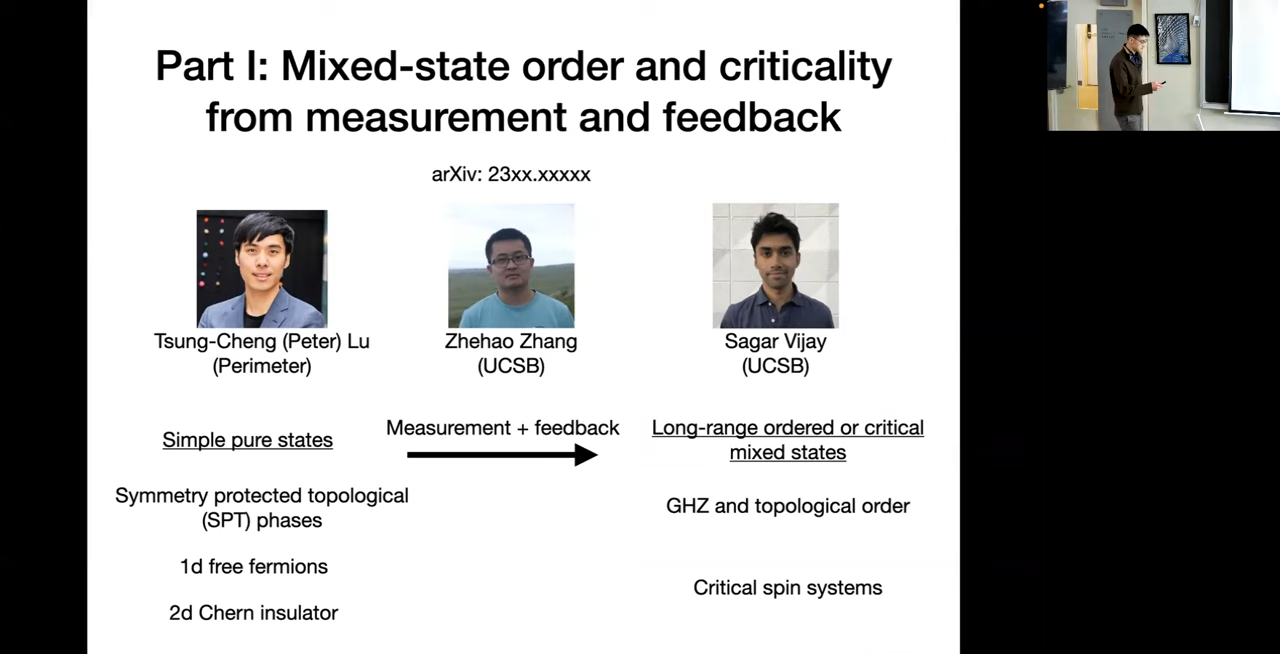 Part I: Mixed-state order and criticality
from measurement and feedback
arXiv: 23xx.xxxxx
Tsung-Cheng (Peter) Lu
(Perimeter)
Zhehao Zhang
(UCSB)
Sagar Vijay
(UCSB)
Simple pure states
Measurement + feedback
Long-range ordered or critical
mixed states
Symmetry protected topological
(SPT) phases
GHZ and topological order
1d free fermions
Critical spin systems
2d Chern insulator